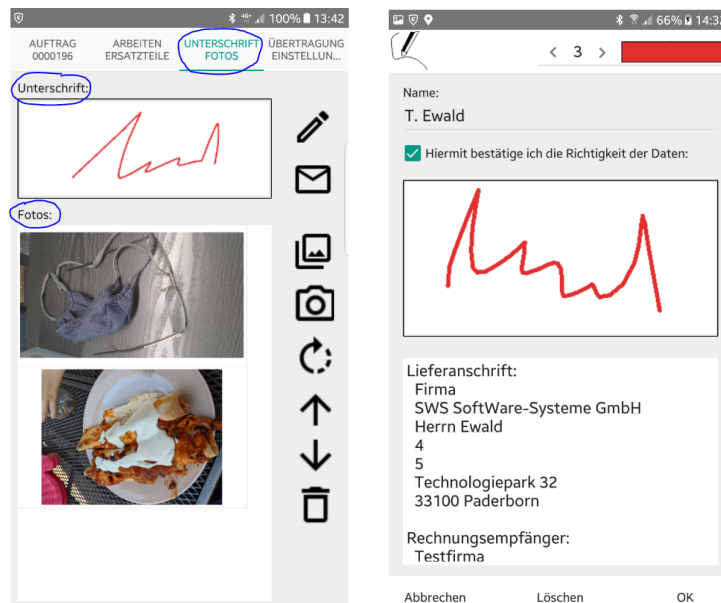 100% 13:42
AUFTRAG
0000196
ARBEITEN
ERSATZTEILE
UNTERSCHRIFT
FOTOS
ÜBERTRAGUNG
EINSTELLUN...
Unterschrift:
Fotos:
66% 14:32
3
Name:
T. Ewald
Hiermit bestätige ich die Richtigkeit der Daten:
Lieferanschrift:
Firma
SWS SoftWare-Systeme GmbH
Herrn Ewald
4
5
Technologiepark 32
33100 Paderborn
Rechnungsempfänger:
Testfirma
Abbrechen Löschen OK